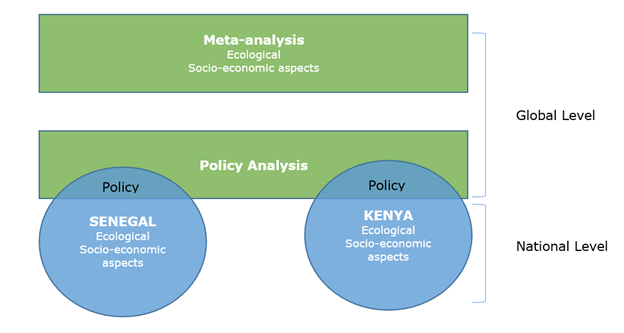 Meta-analysis
Ecological
Socio-economic aspects
Global Level
Policy Analysis
Policy
SENEGAL
Ecological
Socio-economic
aspects
Policy
KENYA
Ecological
Socio-economic
aspects
National Level